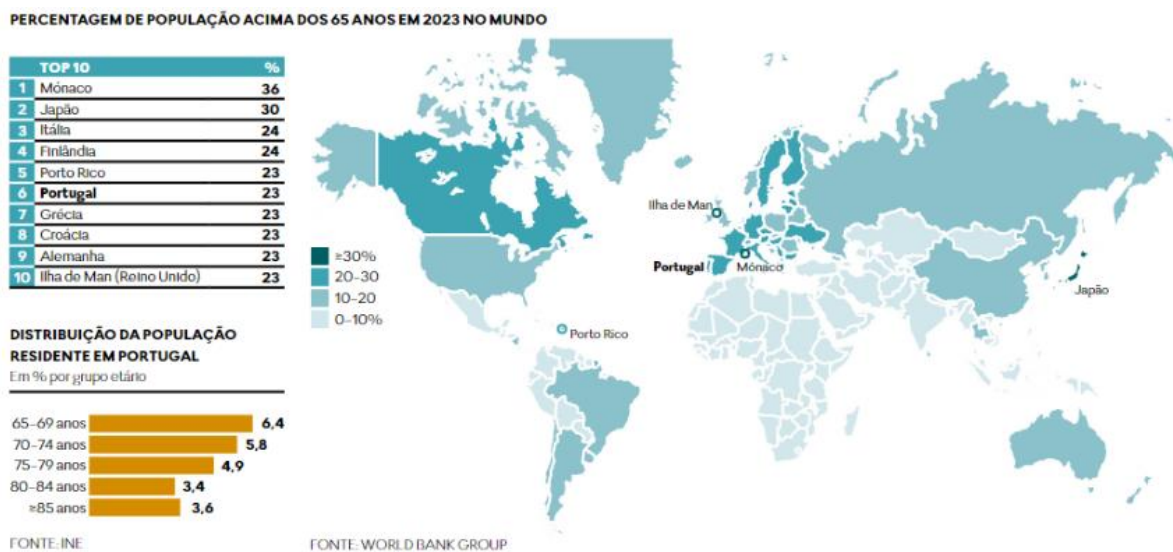 PERCENTAGEM DE POPULAÇÃO ACIMA DOS 65 ANOS EM 2023 NO MUNDO
TOP 10 %
1 Mónaco 36
2 Japão 30
3 Itália 24
4 Finlândia 24
5 Porto Rico 23
6 Portugal 23
7 Grécia 23
8 Croácia 23
9 Alemanha 23
10 Ilha de Man (Reino Unido) 23
DISTRIBUIÇÃO DA POPULAÇÃO
RESIDENTE EM PORTUGAL
Em % por grupo etário
65–69 anos 6,4
70–74 anos 5,8
75–79 anos 4,9
80–84 anos 3,4
≥85 anos 3,6
FONTE: INE
≥30%
20–30
10–20
0–10%
Ilha de Man
Portugal
Mónaco
Japão
Porto Rico
FONTE: WORLD BANK GROUP